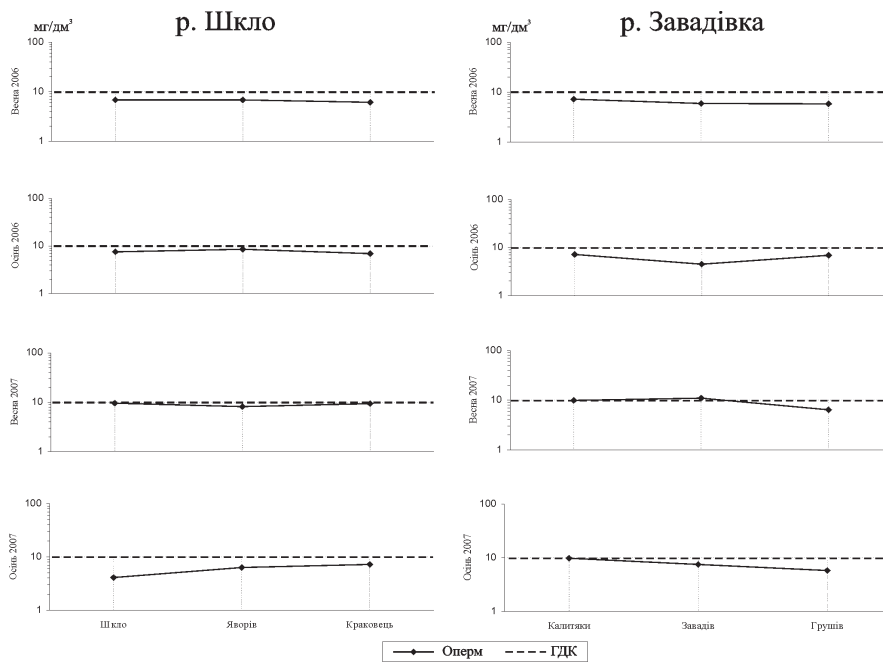 мг/дм³
р. Шкло
100
10
1
Весна 2006
100
10
1
Осінь 2006
100
10
1
Весна 2007
100
10
1
Осінь 2007
Шкло Яворів Краковець
мг/дм³
р. Завадівка
100
10
1
Весна 2006
100
10
1
Осінь 2006
100
10
1
Весна 2007
100
10
1
Осінь 2007
Калитяки Завадів Грушів
Оперм ГДК